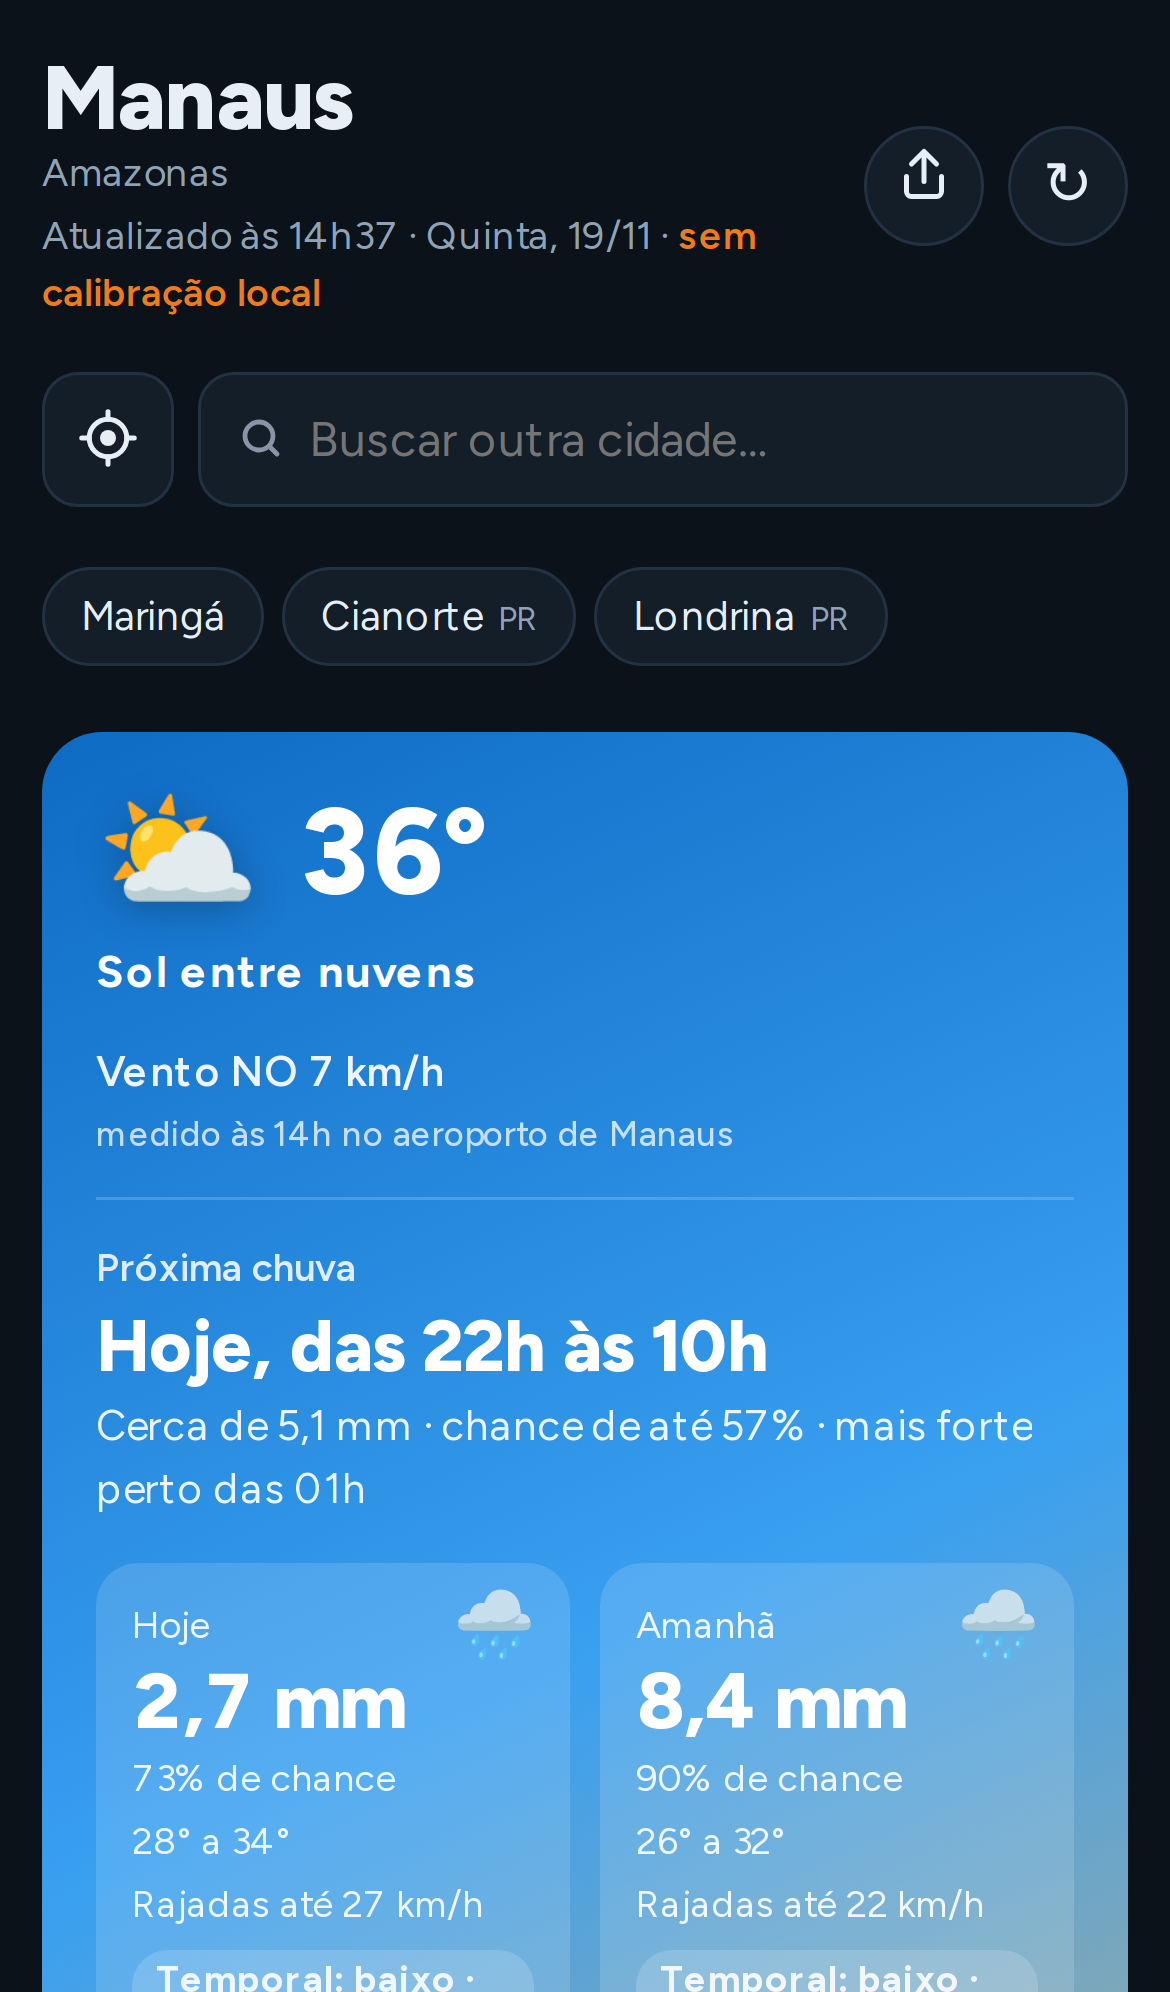 Manaus
Amazonas
Atualizado às 14h37 · Quinta, 19/11 · sem
calibração local
Buscar outra cidade...
Maringá
Cianorte PR
Londrina PR
36°
Sol entre nuvens
Vento NO 7 km/h
medido às 14h no aeroporto de Manaus
Próxima chuva
Hoje, das 22h às 10h
Cerca de 5,1 mm · chance de até 57% · mais forte
perto das 01h
Hoje
2,7 mm
73% de chance
28° a 34°
Rajadas até 27 km/h
Temporal: baixo ·
Amanhã
8,4 mm
90% de chance
26° a 32°
Rajadas até 22 km/h
Temporal: baixo ·